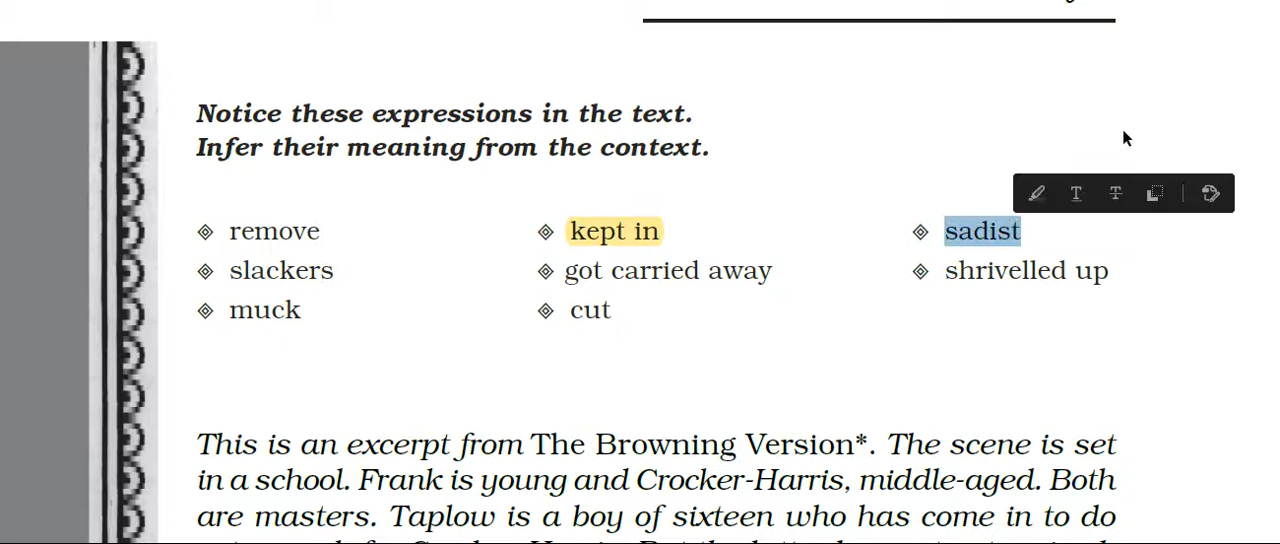 Notice these expressions in the text.
Infer their meaning from the context.
remove kept in sadist
slackers got carried away shrivelled up
muck cut
This is an excerpt from The Browning Version*. The scene is set
in a school. Frank is young and Crocker-Harris, middle-aged. Both
are masters. Taplow is a boy of sixteen who has come in to do